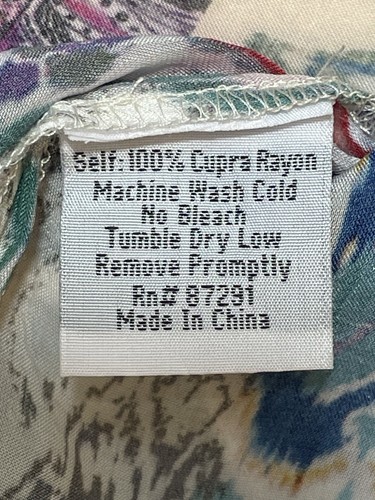 Self: 100% Cupra Rayon
Machine Wash Cold
No Bleach
Tumble Dry Low
Remove Promptly
Rn# 87291
Made In China